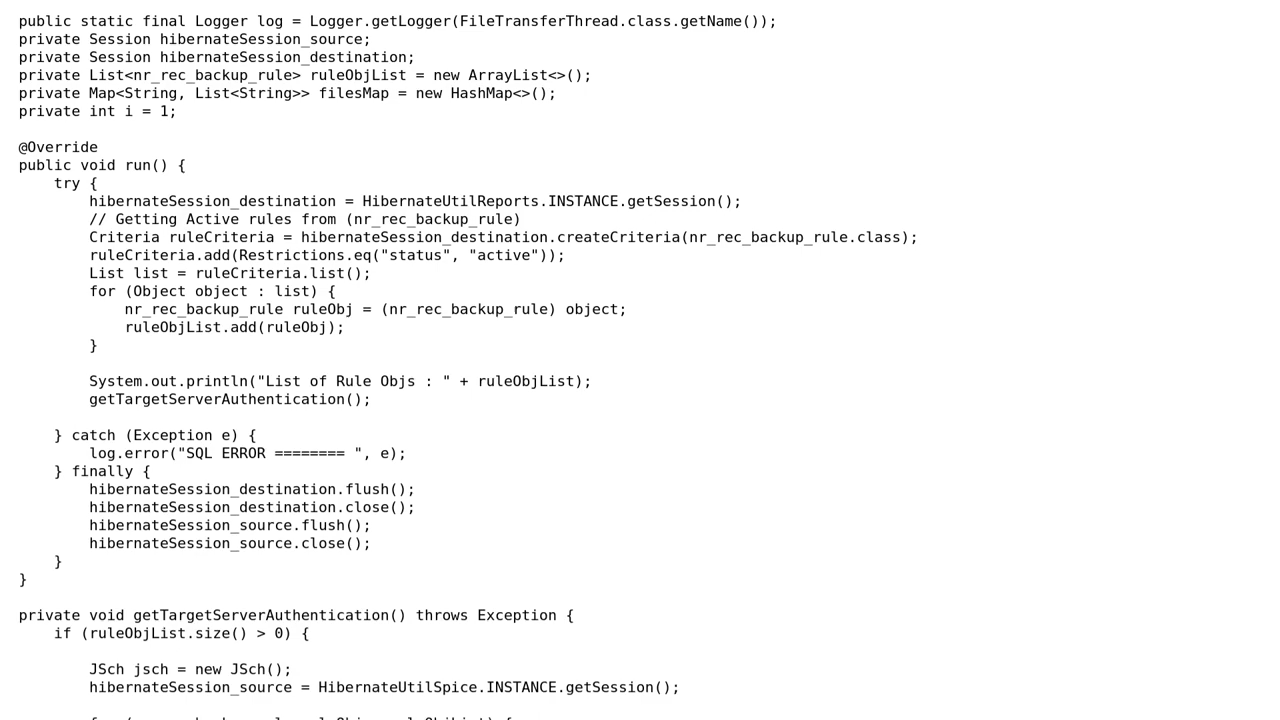 public static final Logger log = Logger.getLogger(FileTransferThread.class.getName());
private Session hibernateSession_source;
private Session hibernateSession_destination;
private List<nr_rec_backup_rule> ruleObjList = new ArrayList<>();
private Map<String, List<String>> filesMap = new HashMap<>();
private int i = 1;

@Override
public void run() {
    try {
        hibernateSession_destination = HibernateUtilReports.INSTANCE.getSession();
        // Getting Active rules from (nr_rec_backup_rule)
        Criteria ruleCriteria = hibernateSession_destination.createCriteria(nr_rec_backup_rule.class);
        ruleCriteria.add(Restrictions.eq("status", "active"));
        List list = ruleCriteria.list();
        for (Object object : list) {
            nr_rec_backup_rule ruleObj = (nr_rec_backup_rule) object;
            ruleObjList.add(ruleObj);
        }

        System.out.println("List of Rule Objs : " + ruleObjList);
        getTargetServerAuthentication();

    } catch (Exception e) {
        log.error("SQL ERROR ======== ", e);
    } finally {
        hibernateSession_destination.flush();
        hibernateSession_destination.close();
        hibernateSession_source.flush();
        hibernateSession_source.close();
    }
}

private void getTargetServerAuthentication() throws Exception {
    if (ruleObjList.size() > 0) {

        JSch jsch = new JSch();
        hibernateSession_source = HibernateUtilSpice.INSTANCE.getSession();